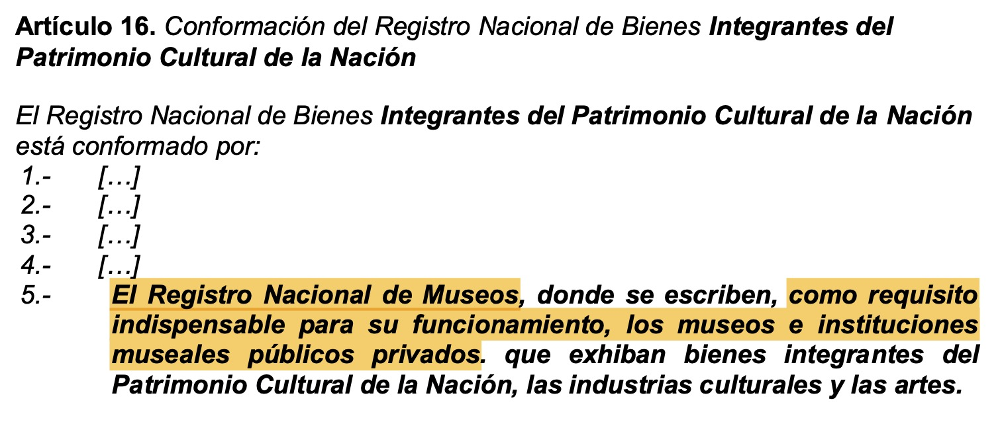 Artículo 16. Conformación del Registro Nacional de Bienes Integrantes del
Patrimonio Cultural de la Nación
El Registro Nacional de Bienes Integrantes del Patrimonio Cultural de la Nación
está conformado por:
1.- [...]
2.- [...]
3.- [...]
4.- [...]
5.- El Registro Nacional de Museos, donde se escriben, como requisito
indispensable para su funcionamiento, los museos e instituciones
museales públicos privados. que exhiban bienes integrantes del
Patrimonio Cultural de la Nación, las industrias culturales y las artes.